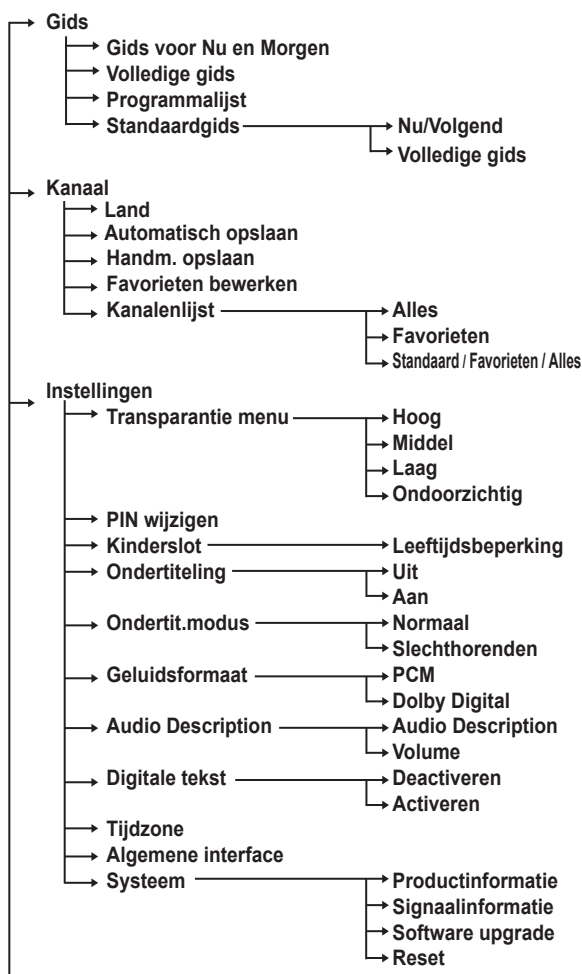 Gids
Gids voor Nu en Morgen
Volledige gids
Programmalijst
Standaardgids Nu/Volgend
Volledige gids
Kanaal
Land
Automatisch opslaan
Handm. opslaan
Favorieten bewerken
Kanalenlijst Alles
Favorieten
Standaard / Favorieten / Alles
Instellingen
Transparantie menu Hoog
Middel
Laag
Ondoorzichtig
PIN wijzigen
Kinderslot Leeftijdsbeperking
Ondertiteling Uit
Aan
Ondertit.modus Normaal
Slechthorenden
Geluidsformaat PCM
Dolby Digital
Audio Description Audio Description
Volume
Digitale tekst Deactiveren
Activeren
Tijdzone
Algemene interface
Systeem Productinformatie
Signaalinformatie
Software upgrade
Reset